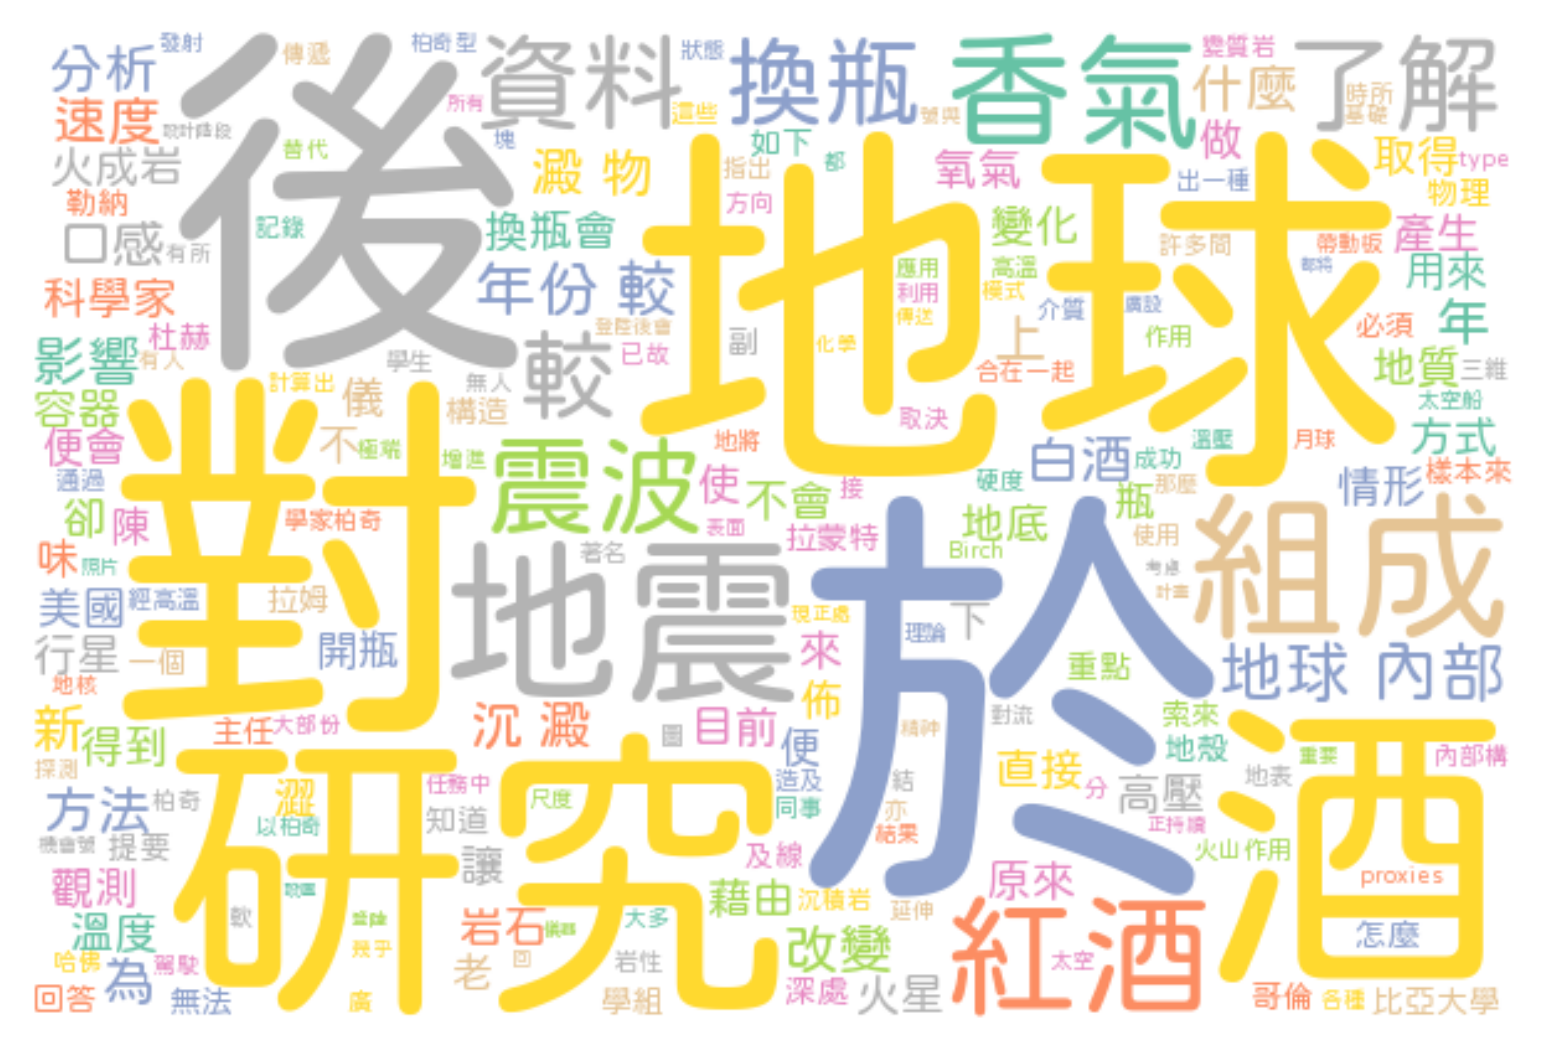 分析
發射
傳遞
柏奇型
資料
狀態
換瓶
香氣
變質岩
什麼
了解
後
速度
設計階段
所有
這些
號與
時所
基礎
替代
塊
如下
都
做
取得
type
火成岩
澱 物
指出
氧氣
出一種
物理
勒納
方向
地球
口感
有所
記錄
換瓶會
變化
許多間
帶動板
產生
科學家
年份 較
應用
高溫
都將
用來
利用
模式
介質
廣設
傳送
杜赫
登陸後會
已故
副
化學
上
作用
必須
年
影響
有人
學生
較
無人
合在一起
地質
三維
計算出
儀
構造
容器
取決
太空船
便會
不
極端
增進
震波
地將
白酒
成功
溫壓
月球
方式
通過
使
不會
接
硬度
那麼
情形
樣本來
卻
陳
學家柏奇
表面
拉蒙特
地底
瓶
對
味
照片
著名
Birch
使用
組成
考慮
計畫
美國
經高溫
拉姆
地震
現正處
於
理論
下
行星
一個
開瓶
來
重點
地球 內部
地核
新
得到
主任
大部份
沉 澱
圖
目前
佈
便
精神
對流
索來
地殼
酒
重要
內部構
探測
研究
直接
地表
方法
柏奇
澀
任務中
尺度
造及
結
分
高壓
以柏奇
知道
同事
亦
結果
正持續
機會號
提要
讓
及線
火山作用
觀測
藉由
沉積岩
原來
proxies
溫度
軟
岩石
大多
延伸
紅酒
怎麼
幾乎
改變
哈佛
駕駛
老
回
岩性
太空
回答
為
無法
廣
學組
深處
火星
哥倫
各種
比亞大學